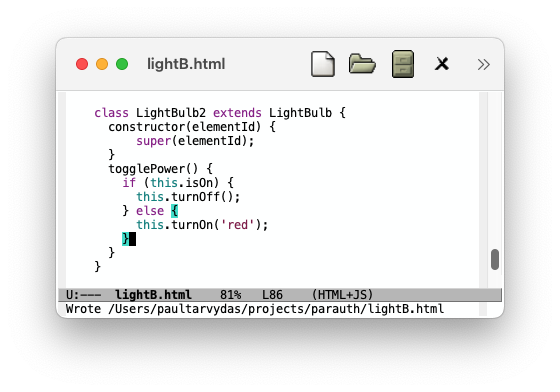 lightB.html
class LightBulb2 extends LightBulb {
  constructor(elementId) {
      super(elementId);
  }
  togglePower() {
    if (this.isOn) {
      this.turnOff();
    } else {
      this.turnOn('red');
    }
  }
}
U:--- lightB.html 81% L86 (HTML+JS)
Wrote /Users/paultarvydas/projects/parauth/lightB.html